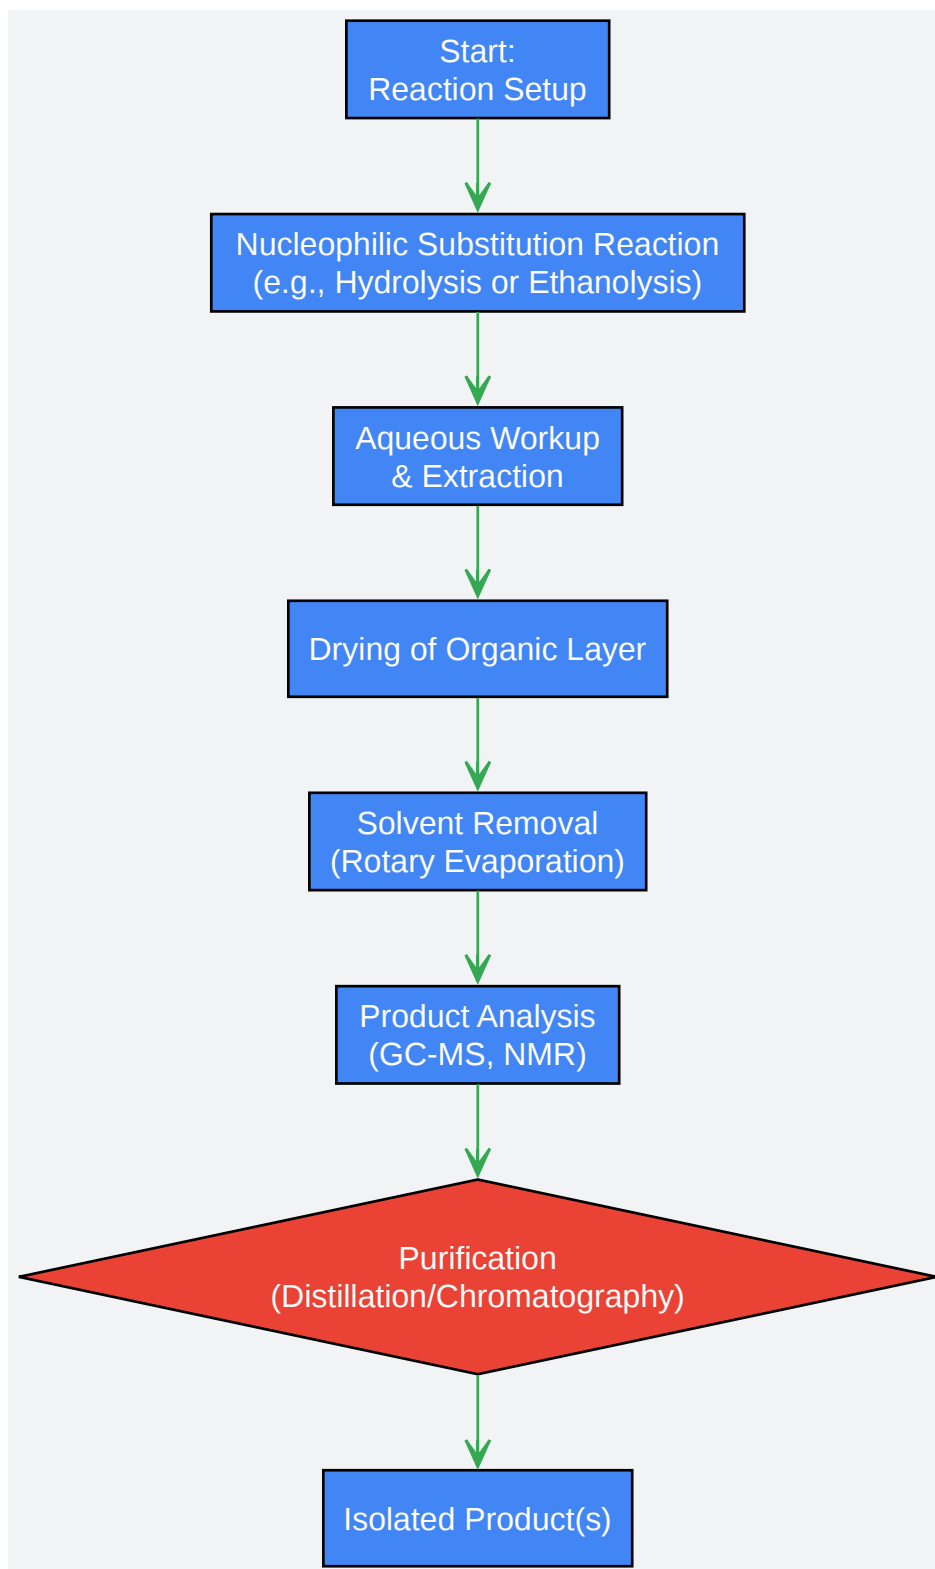 Start:
Reaction Setup
Nucleophilic Substitution Reaction
(e.g., Hydrolysis or Ethanolysis)
Aqueous Workup
& Extraction
Drying of Organic Layer
Solvent Removal
(Rotary Evaporation)
Product Analysis
(GC-MS, NMR)
Purification
(Distillation/Chromatography)
Isolated Product(s)